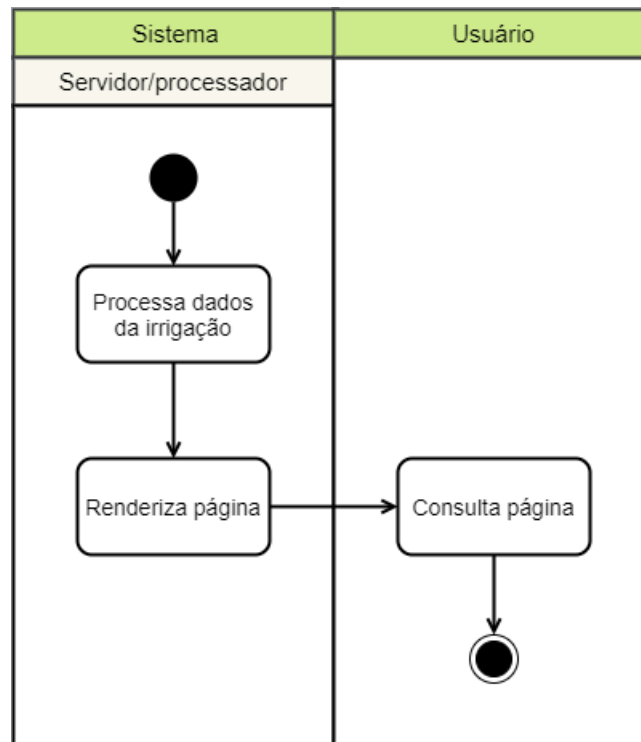 Sistema
Usuário
Servidor/processador
Processa dados
da irrigação
Renderiza página
Consulta página